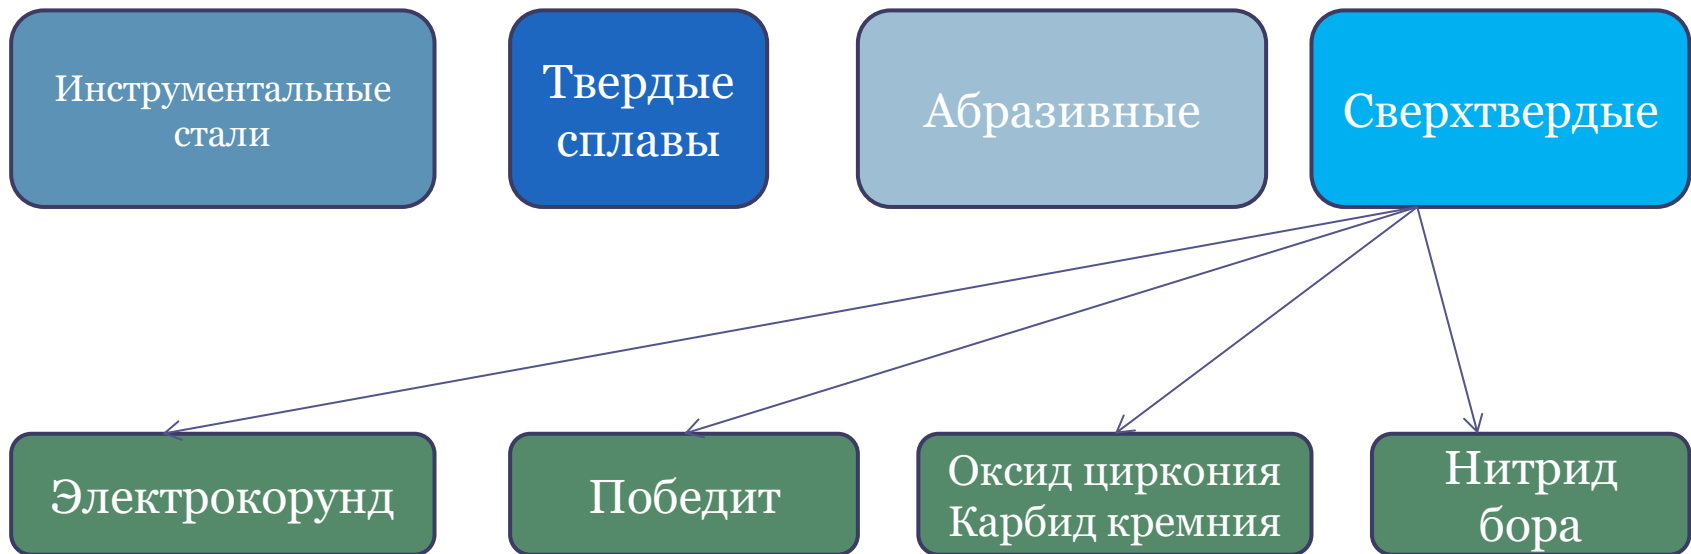 Инструментальные
стали
Твердые
сплавы
Абразивные
Сверхтвердые
Электрокорунд
Победит
Оксид циркония
Карбид кремния
Нитрид
бора